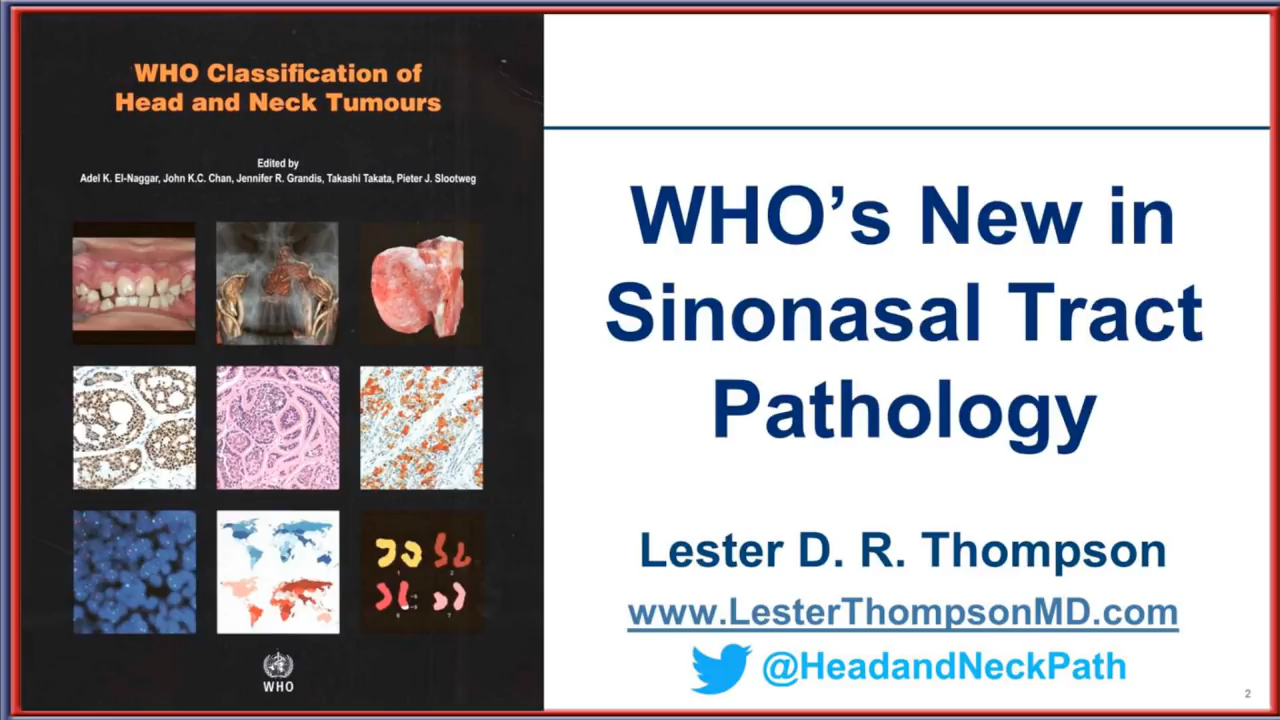 WHO Classification of
Head and Neck Tumours
Edited by
Adel K. El-Naggar, John K.C. Chan, Jennifer R. Grandis, Takashi Takata, Pieter J. Slootweg
WHO
WHO's New in
Sinonasal Tract
Pathology
Lester D. R. Thompson
www.LesterThompsonMD.com
@HeadandNeckPath
2